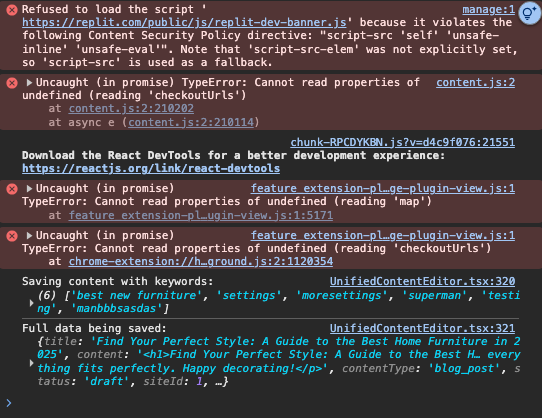 Refused to load the script ' manage:1
https://replit.com/public/js/replit-dev-banner.js' because it violates the
following Content Security Policy directive: "script-src 'self' 'unsafe-
inline' 'unsafe-eval'". Note that 'script-src-elem' was not explicitly set,
so 'script-src' is used as a fallback.
Uncaught (in promise) TypeError: Cannot read properties of content.js:2
undefined (reading 'checkoutUrls')
at content.js:2:210202
at async e (content.js:2:210114)
chunk-RPCDYKBN.js?v=d4c9f076:21551
Download the React DevTools for a better development experience:
https://reactjs.org/link/react-devtools
Uncaught (in promise) feature_extension-pl…ge-plugin-view.js:1
TypeError: Cannot read properties of undefined (reading 'map')
at feature_extension-pl…ugin-view.js:1:5171
Uncaught (in promise) feature_extension-pl…ge-plugin-view.js:1
TypeError: Cannot read properties of undefined (reading 'checkoutUrls')
at chrome-extension://h…ground.js:2:1120354
Saving content with keywords: UnifiedContentEditor.tsx:320
(6) ['best new furniture', 'settings', 'moresettings', 'superman', 'testi
ng', 'manbbbsasdas']
Full data being saved: UnifiedContentEditor.tsx:321
{title: 'Find Your Perfect Style: A Guide to the Best Home Furniture in 2
025', content: '<h1>Find Your Perfect Style: A Guide to the Best H… every
thing fits perfectly. Happy decorating!</p>', contentType: 'blog_post', s
tatus: 'draft', siteId: 1, …}